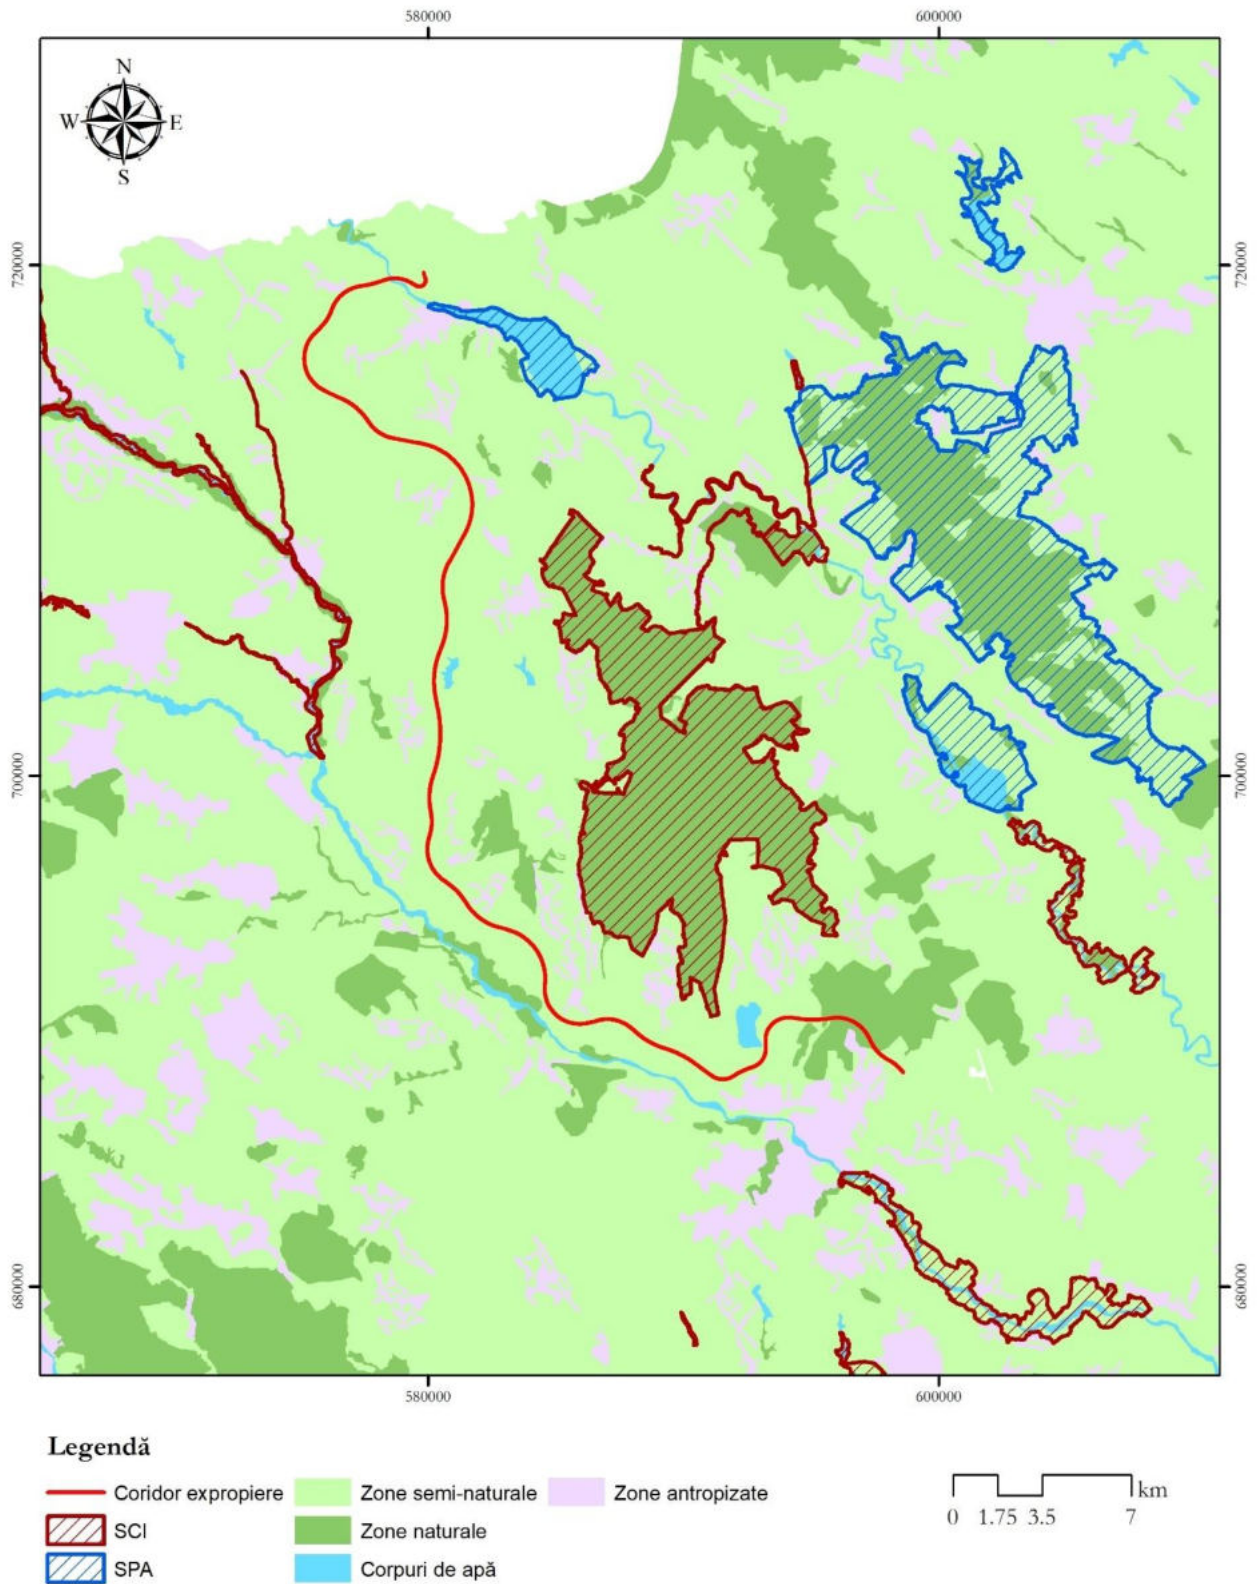 580000 600000
N
W E
S
720000 720000
700000 700000
680000 680000
580000 600000
Legendă
Coridor expropiere Zone semi-naturale Zone antropizate
SCI Zone naturale
SPA Corpuri de apă
km
0 1.75 3.5 7